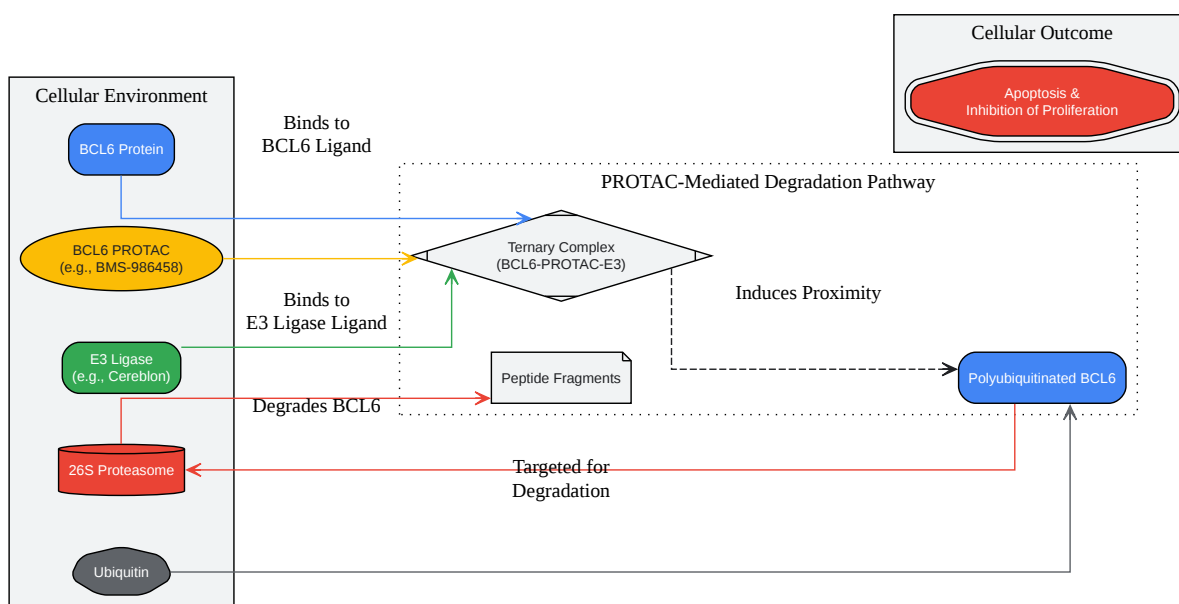 Cellular Outcome
Apoptosis &
Inhibition of Proliferation
Cellular Environment
BCL6 Protein
Binds to
BCL6 Ligand
PROTAC-Mediated Degradation Pathway
BCL6 PROTAC
(e.g., BMS-986458)
Ternary Complex
(BCL6-PROTAC-E3)
Binds to
E3 Ligase Ligand
Induces Proximity
E3 Ligase
(e.g., Cereblon)
Peptide Fragments
Polyubiquitinated BCL6
Degrades BCL6
26S Proteasome
Targeted for
Degradation
Ubiquitin